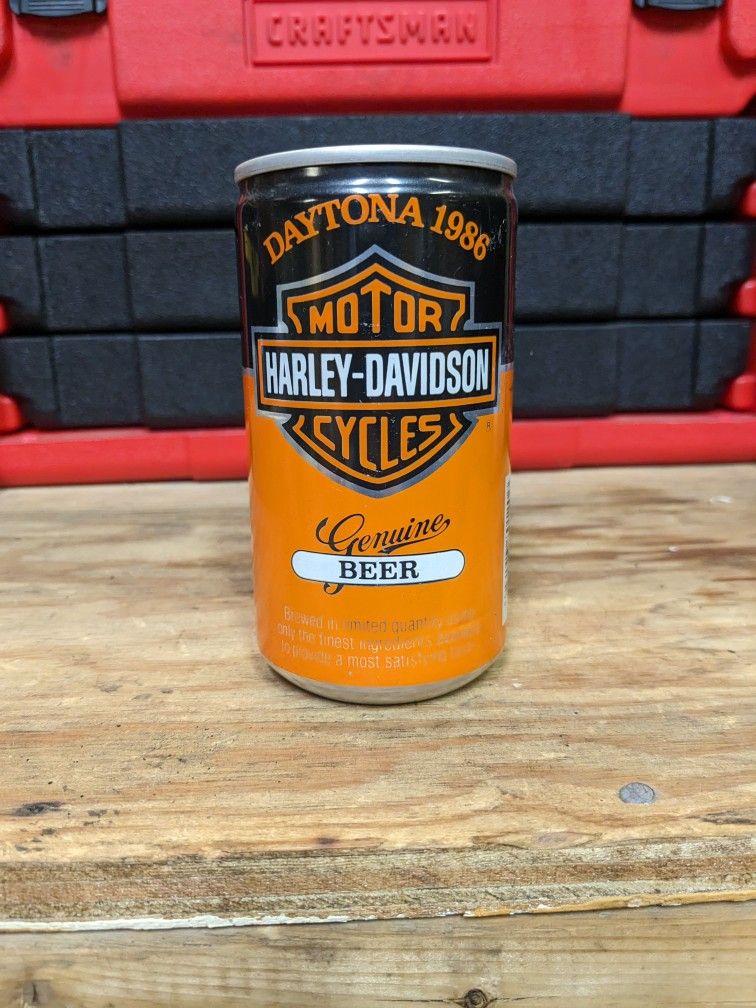 CRAFTSMAN
DAYTONA 1986
MOTOR
HARLEY-DAVIDSON
CYCLES
®
Genuine
BEER
Brewed in limited quantity
only the finest ingredients
to provide a most satisfying